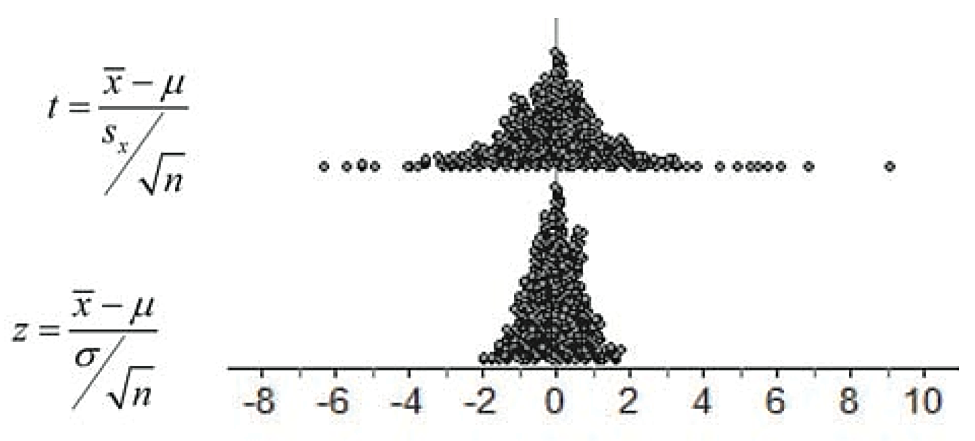 t = x̄ − μ / s_x / √n
z = x̄ − μ / σ / √n
-8 -6 -4 -2 0 2 4 6 8 10